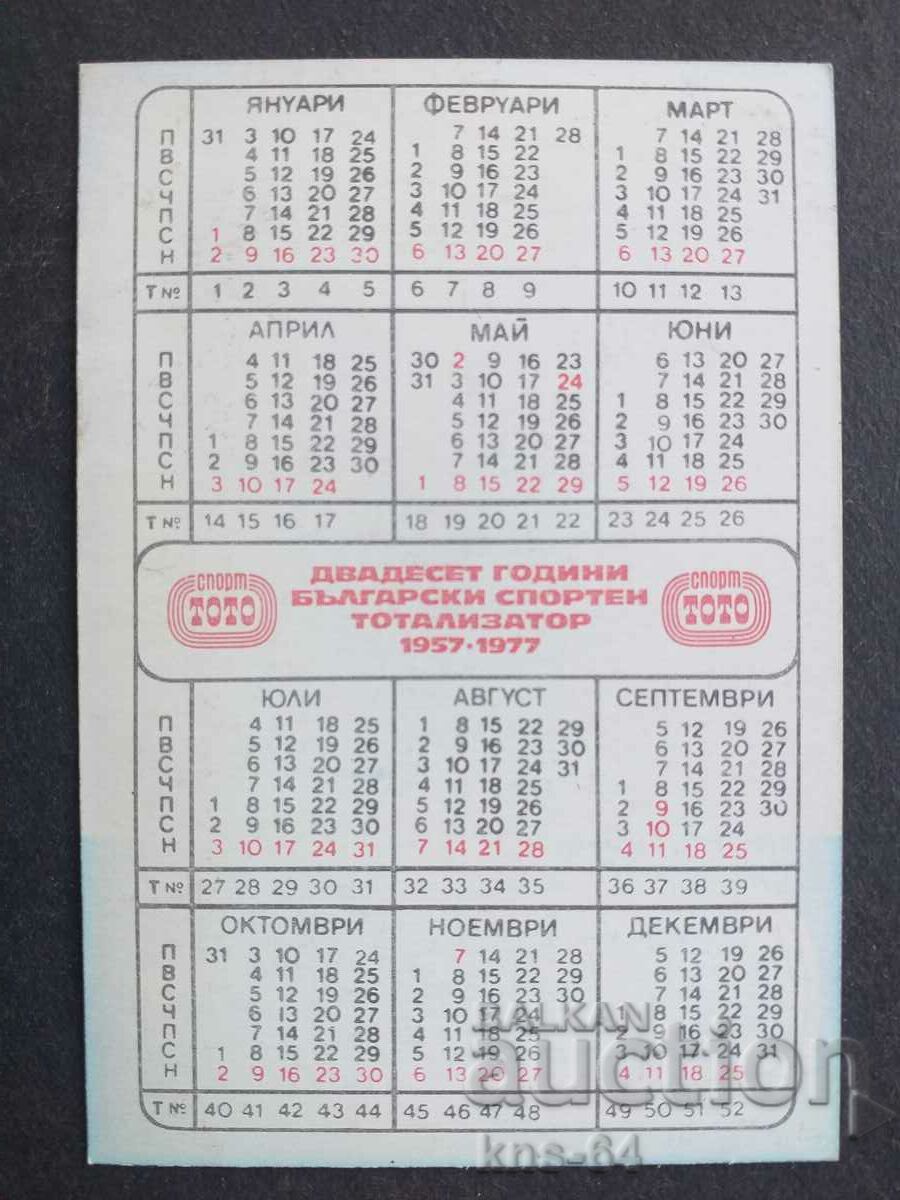 ЯНУАРИ ФЕВРУАРИ МАРТ
П 31 3 10 17 24 7 14 21 28 7 14 21 28
В 4 11 18 25 1 8 15 22 1 8 15 22 29
С 5 12 19 26 2 9 16 23 2 9 16 23 30
Ч 6 13 20 27 3 10 17 24 3 10 17 24 31
П 7 14 21 28 4 11 18 25 4 11 18 25
С 1 8 15 22 29 5 12 19 26 5 12 19 26
Н 2 9 16 23 30 6 13 20 27 6 13 20 27
Т № 1 2 3 4 5 6 7 8 9 10 11 12 13
АПРИЛ МАЙ ЮНИ
П 4 11 18 25 30 2 9 16 23 6 13 20 27
В 5 12 19 26 31 3 10 17 24 7 14 21 28
С 6 13 20 27 4 11 18 25 1 8 15 22 29
Ч 7 14 21 28 5 12 19 26 2 9 16 23 30
П 1 8 15 22 29 6 13 20 27 3 10 17 24
С 2 9 16 23 30 7 14 21 28 4 11 18 25
Н 3 10 17 24 1 8 15 22 29 5 12 19 26
Т № 14 15 16 17 18 19 20 21 22 23 24 25 26
спорт ТОТО
ДВАДЕСЕТ ГОДИНИ
БЪЛГАРСКИ СПОРТЕН
ТОТАЛИЗАТОР
1957·1977
спорт ТОТО
ЮЛИ АВГУСТ СЕПТЕМВРИ
П 4 11 18 25 1 8 15 22 29 5 12 19 26
В 5 12 19 26 2 9 16 23 30 6 13 20 27
С 6 13 20 27 3 10 17 24 31 7 14 21 28
Ч 7 14 21 28 4 11 18 25 1 8 15 22 29
П 1 8 15 22 29 5 12 19 26 2 9 16 23 30
С 2 9 16 23 30 6 13 20 27 3 10 17 24
Н 3 10 17 24 31 7 14 21 28 4 11 18 25
Т № 27 28 29 30 31 32 33 34 35 36 37 38 39
ОКТОМВРИ НОЕМВРИ ДЕКЕМВРИ
П 31 3 10 17 24 7 14 21 28 5 12 19 26
В 4 11 18 25 1 8 15 22 29 6 13 20 27
С 5 12 19 26 2 9 16 23 30 7 14 21 28
Ч 6 13 20 27 3 10 17 24 1 8 15 22 29
П 7 14 21 28 4 11 18 25 2 9 16 23 30
С 1 8 15 22 29 5 12 19 26 3 10 17 24 31
Н 2 9 16 23 30 6 13 20 27 4 11 18 25
Т № 40 41 42 43 44 45 46 47 48 49 50 51 52
BALKAN
auction
kns-64